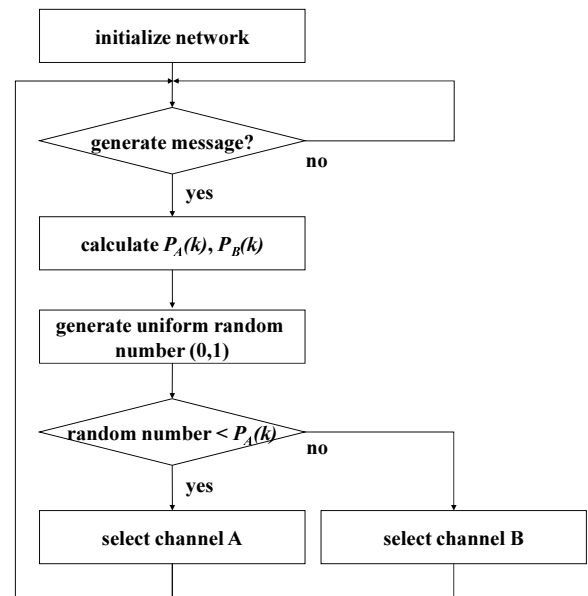 initialize network
generate message?
no
yes
calculate P_A(k), P_B(k)
generate uniform random
number (0,1)
random number < P_A(k)
no
yes
select channel A
select channel B